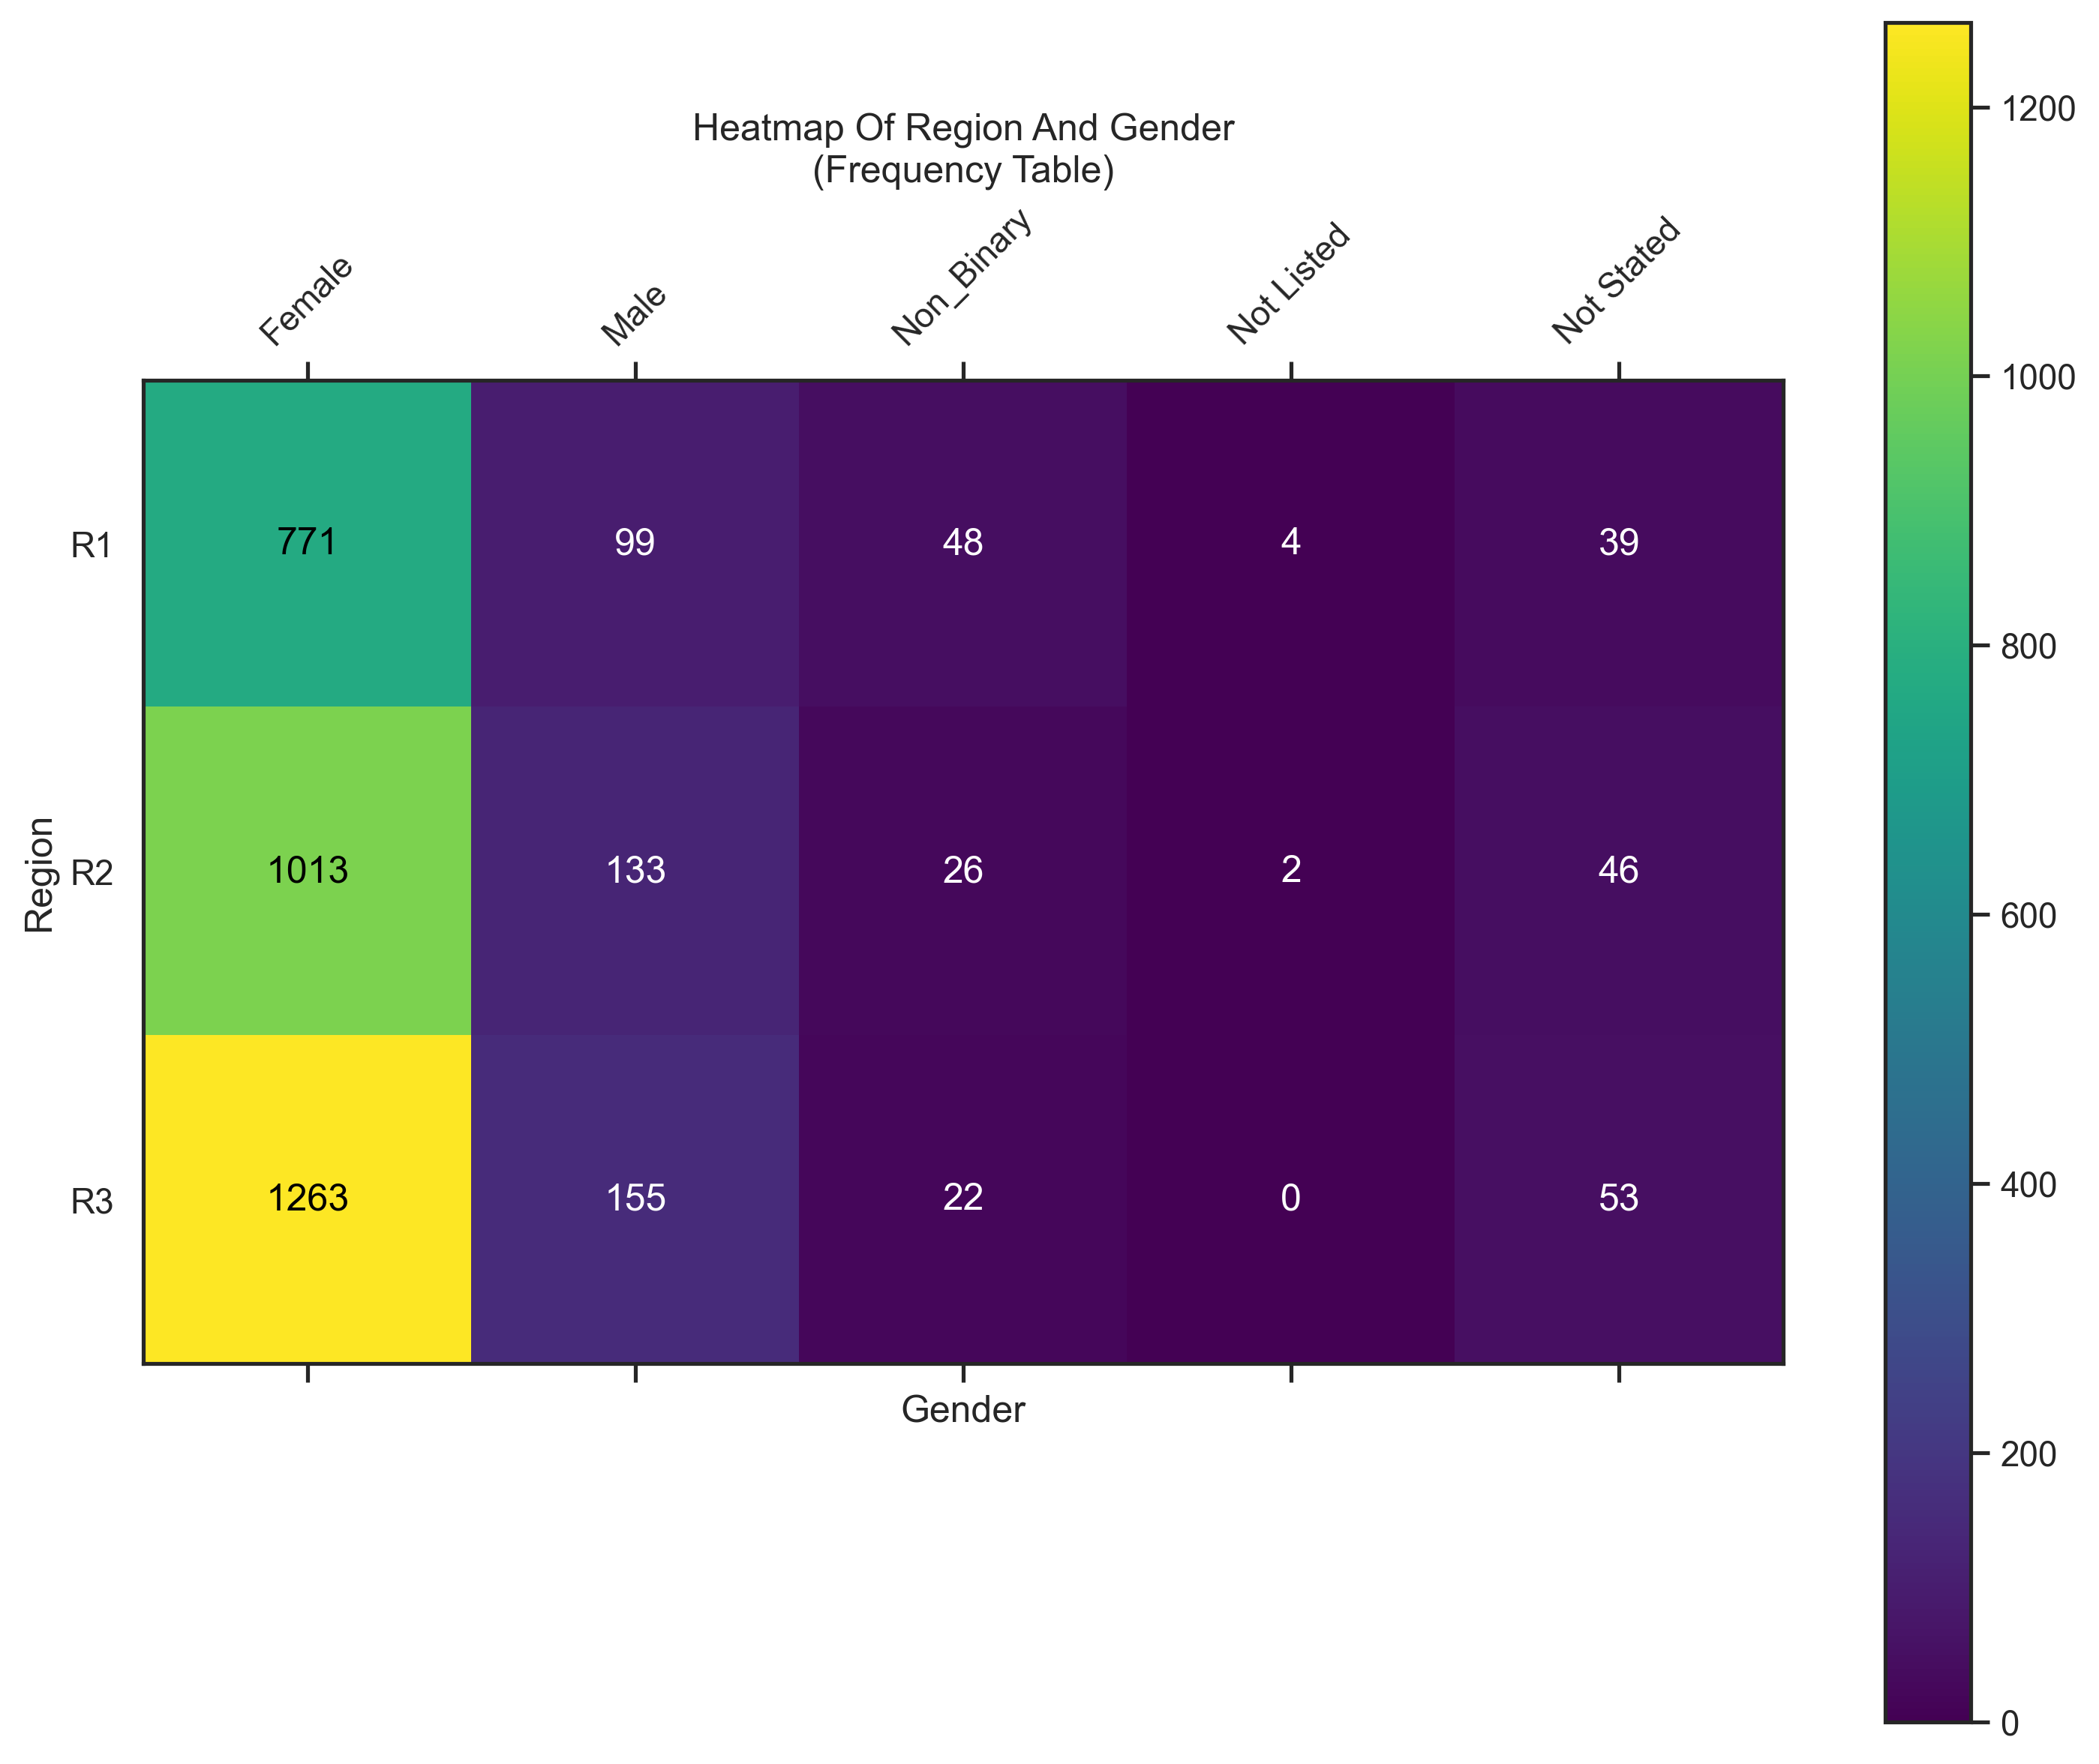 Heatmap Of Region And Gender
(Frequency Table)
Female
Male
Non_Binary
Not Listed
Not Stated
R1
771
99
48
4
39
R2
1013
133
26
2
46
R3
1263
155
22
0
53
Region
Gender
1200
1000
800
600
400
200
0